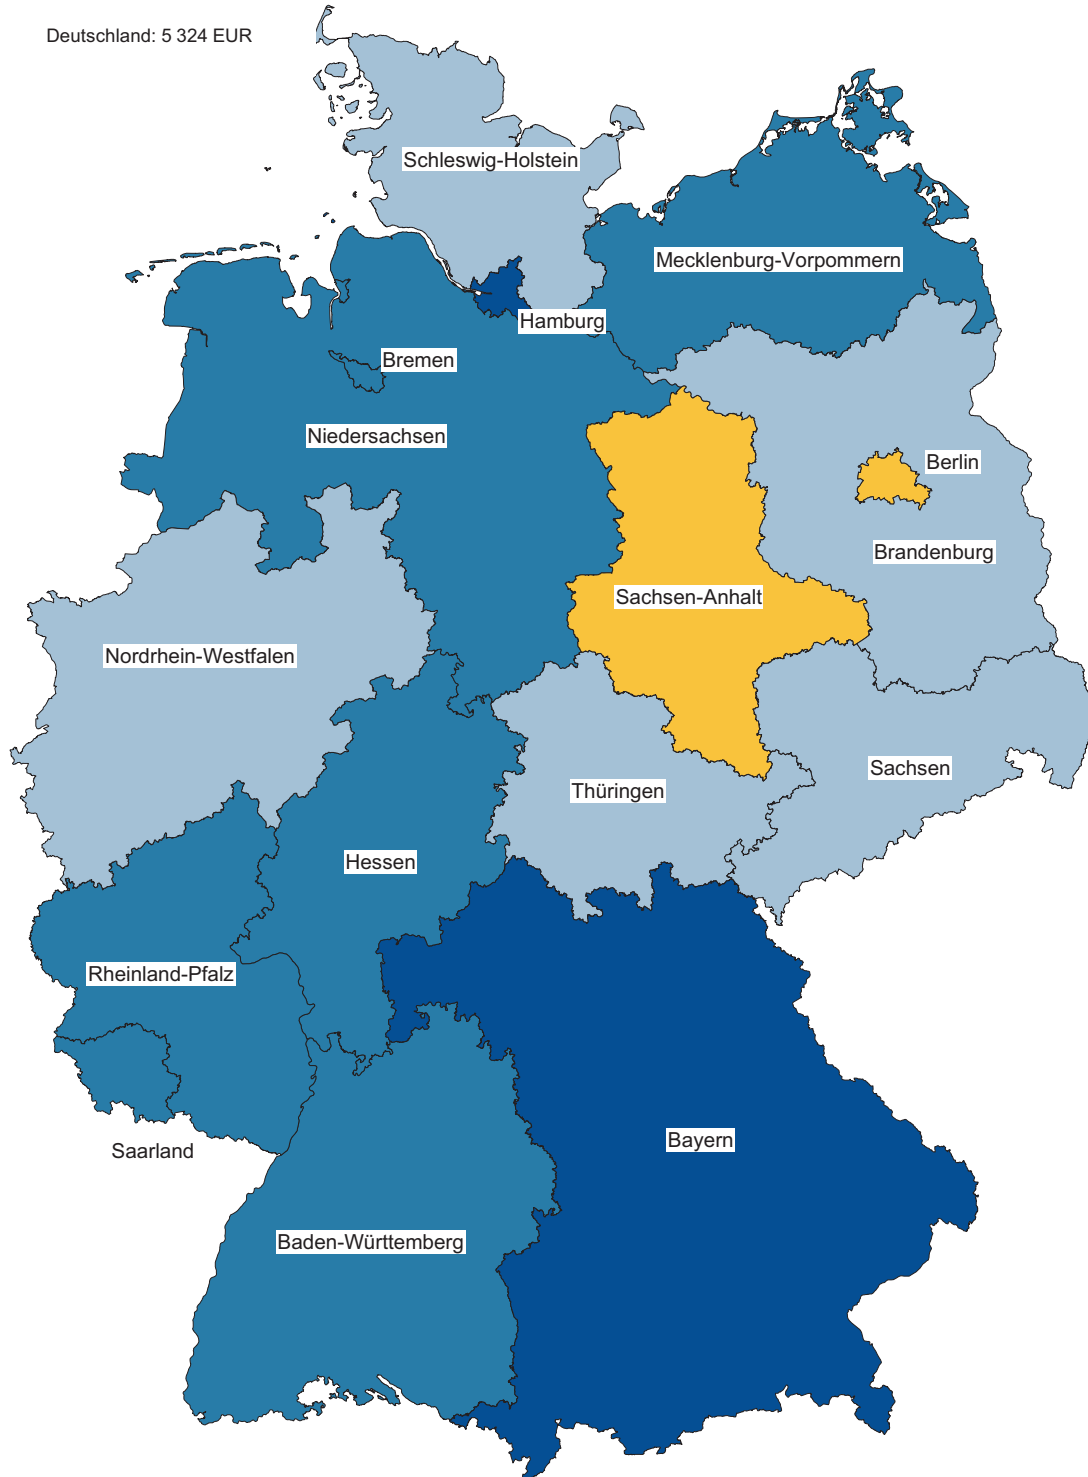 Deutschland: 5 324 EUR
Schleswig-Holstein
Mecklenburg-Vorpommern
Hamburg
Bremen
Niedersachsen
Berlin
Brandenburg
Sachsen-Anhalt
Nordrhein-Westfalen
Sachsen
Thüringen
Hessen
Rheinland-Pfalz
Bayern
Saarland
Baden-Württemberg